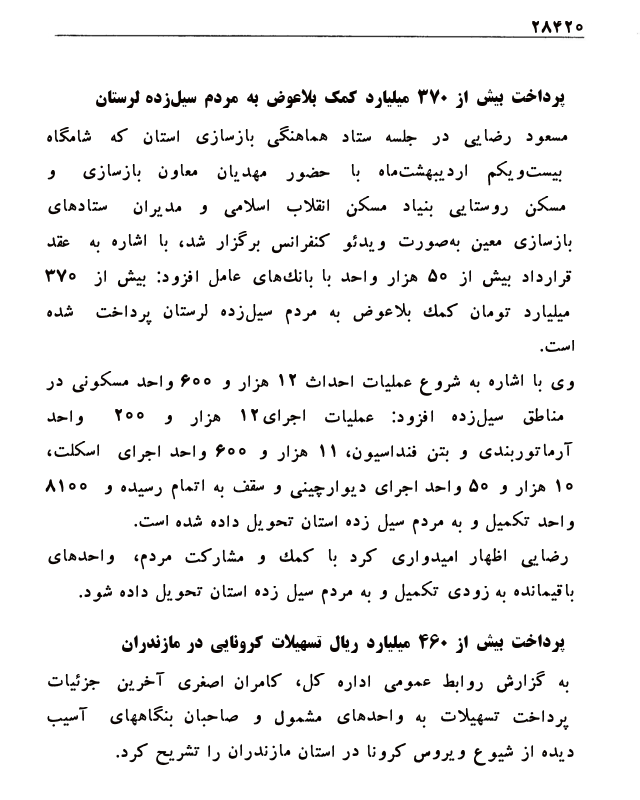 ۲۸۴۲۰
پرداخت بیش از ۳۷۰ میلیارد کمک بلاعوض به مردم سیل‌زده لرستان
مسعود رضایی در جلسه ستاد هماهنگی بازسازی استان که شامگاه
بیست‌ویکم اردیبهشت‌ماه با حضور مهدیان معاون بازسازی و
مسکن روستایی بنیاد مسکن انقلاب اسلامی و مدیران ستادهای
بازسازی معین به‌صورت ویدئو کنفرانس برگزار شد، با اشاره به عقد
قرارداد بیش از ۵۰ هزار واحد با بانك‌های عامل افزود: بیش از ۳۷۰
میلیارد تومان کمك بلاعوض به مردم سیل‌زده لرستان پرداخت شده
است.
وی با اشاره به شروع عملیات احداث ۱۲ هزار و ۶۰۰ واحد مسکونی در
مناطق سیل‌زده افزود: عملیات اجرای۱۲ هزار و ۲۰۰ واحد
آرماتوربندی و بتن فنداسیون، ۱۱ هزار و ۶۰۰ واحد اجرای اسکلت،
۱۰ هزار و ۵۰ واحد اجرای دیوارچینی و سقف به اتمام رسیده و ۸۱۰۰
واحد تکمیل و به مردم سیل زده استان تحویل داده شده است.
رضایی اظهار امیدواری کرد با کمك و مشارکت مردم، واحدهای
باقیمانده به زودی تکمیل و به مردم سیل زده استان تحویل داده شود.
پرداخت بیش از ۴۶۰ میلیارد ریال تسهیلات کرونایی در مازندران
به گزارش روابط عمومی اداره کل، کامران اصغری آخرین جزئیات
پرداخت تسهیلات به واحدهای مشمول و صاحبان بنگاههای آسیب
دیده از شیوع ویروس کرونا در استان مازندران را تشریح کرد.